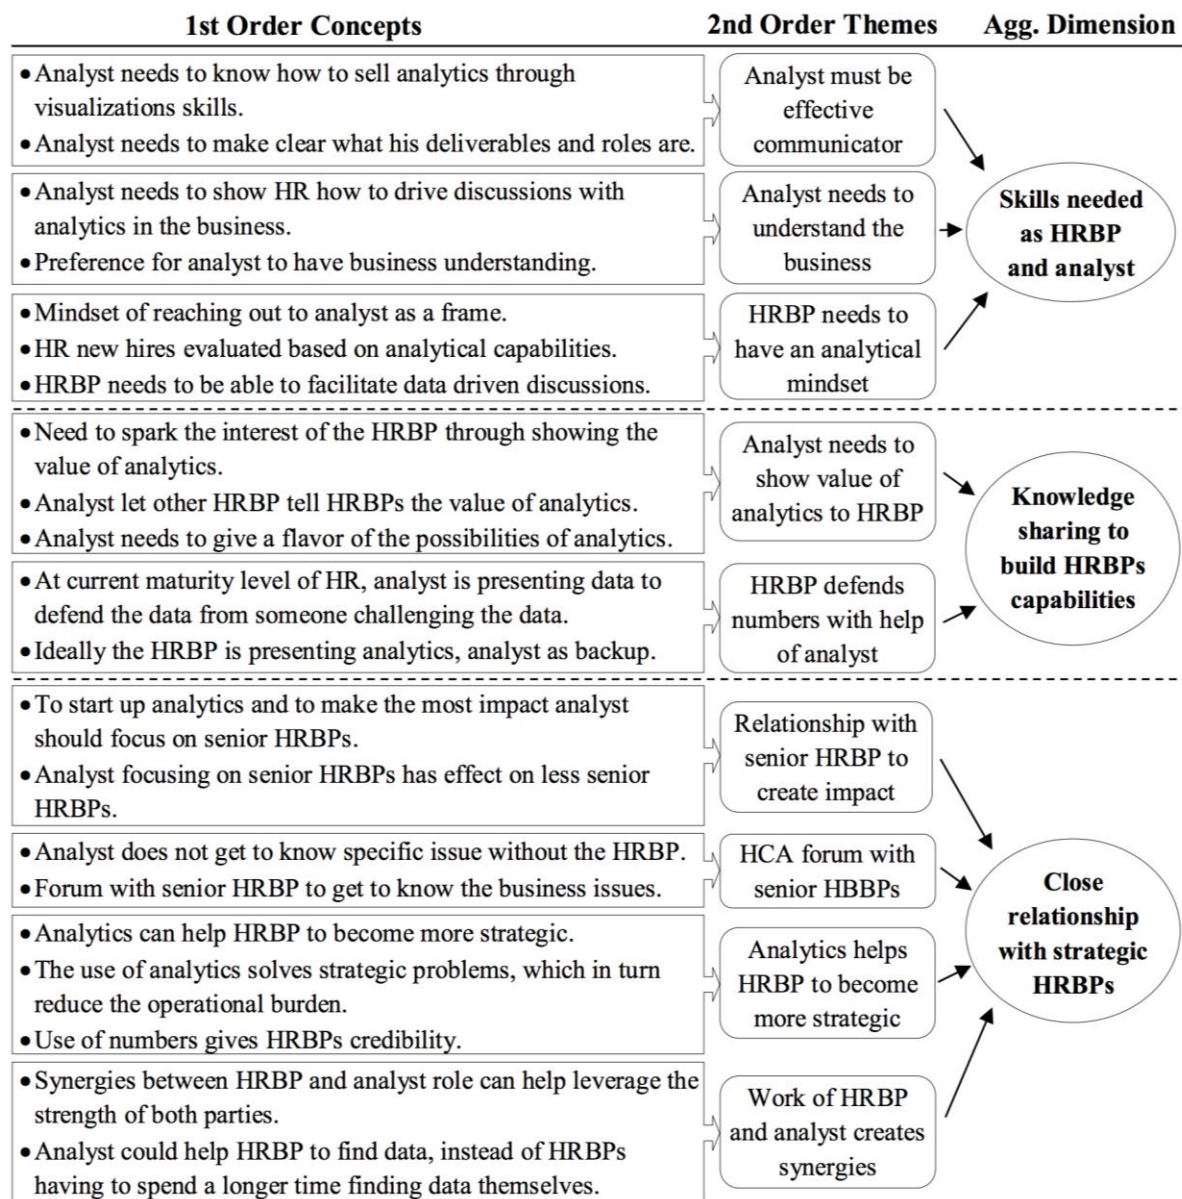 1st Order Concepts
2nd Order Themes
Agg. Dimension
• Analyst needs to know how to sell analytics through
visualizations skills.
• Analyst needs to make clear what his deliverables and roles are.
Analyst must be
effective
communicator
• Analyst needs to show HR how to drive discussions with
analytics in the business.
• Preference for analyst to have business understanding.
Analyst needs to
understand the
business
• Mindset of reaching out to analyst as a frame.
• HR new hires evaluated based on analytical capabilities.
• HRBP needs to be able to facilitate data driven discussions.
HRBP needs to
have an analytical
mindset
Skills needed
as HRBP
and analyst
• Need to spark the interest of the HRBP through showing the
value of analytics.
• Analyst let other HRBP tell HRBPs the value of analytics.
• Analyst needs to give a flavor of the possibilities of analytics.
Analyst needs to
show value of
analytics to HRBP
• At current maturity level of HR, analyst is presenting data to
defend the data from someone challenging the data.
• Ideally the HRBP is presenting analytics, analyst as backup.
HRBP defends
numbers with help
of analyst
Knowledge
sharing to
build HRBPs
capabilities
• To start up analytics and to make the most impact analyst
should focus on senior HRBPs.
• Analyst focusing on senior HRBPs has effect on less senior
HRBPs.
Relationship with
senior HRBP to
create impact
• Analyst does not get to know specific issue without the HRBP.
• Forum with senior HRBP to get to know the business issues.
HCA forum with
senior HBBPs
• Analytics can help HRBP to become more strategic.
• The use of analytics solves strategic problems, which in turn
reduce the operational burden.
• Use of numbers gives HRBPs credibility.
Analytics helps
HRBP to become
more strategic
• Synergies between HRBP and analyst role can help leverage the
strength of both parties.
• Analyst could help HRBP to find data, instead of HRBPs
having to spend a longer time finding data themselves.
Work of HRBP
and analyst creates
synergies
Close
relationship
with strategic
HRBPs